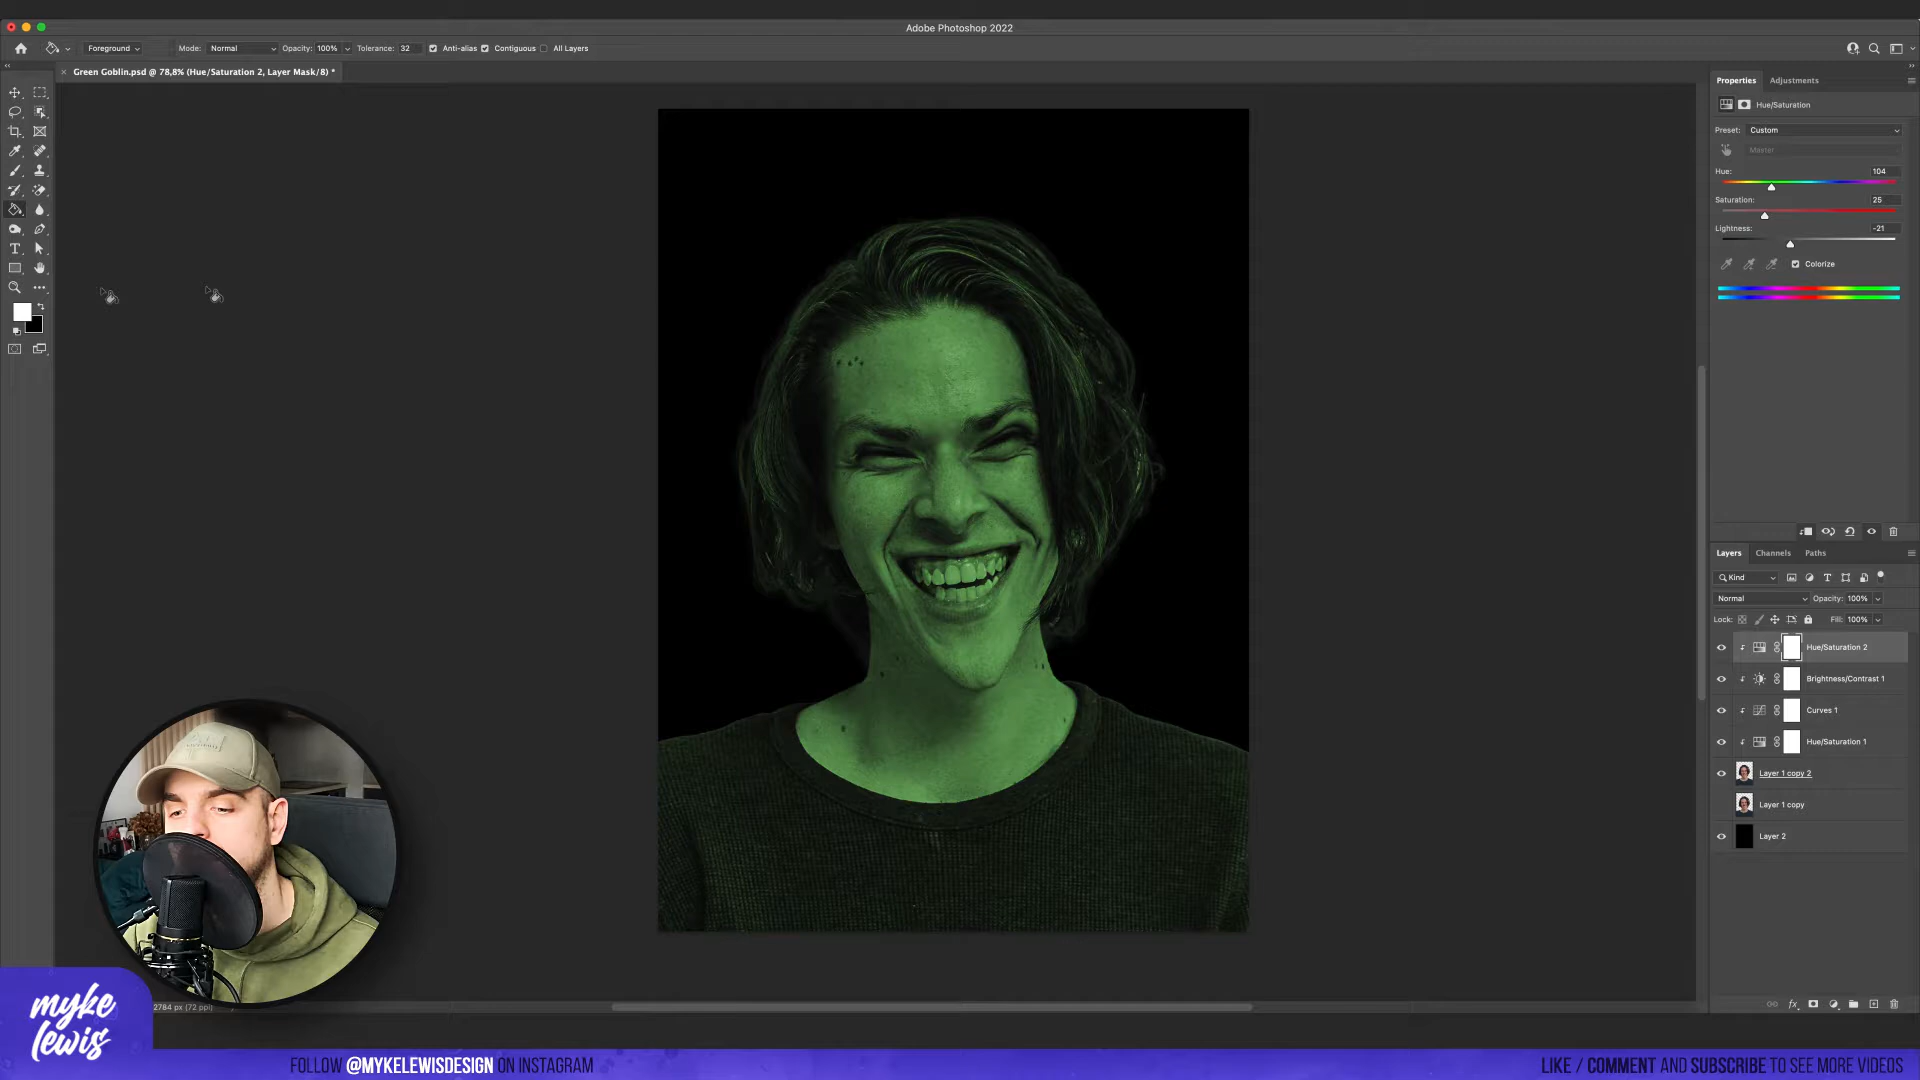 Adobe Photoshop 2022
Foreground Mode: Normal Opacity: 100% Tolerance: 32 Anti-alias Contiguous All Layers
Green Goblin.psd @ 78,8% (Hue/Saturation 2, Layer Mask/8) *
Properties Adjustments
Hue/Saturation
Preset: Custom
Master
Hue: 104
Saturation: 25
Lightness: -21
Colorize
Layers Channels Paths
Kind
Normal Opacity: 100%
Lock: Fill: 100%
Hue/Saturation 2
Brightness/Contrast 1
Curves 1
Hue/Saturation 1
Layer 1 copy 2
Layer 1 copy
Layer 2
2784 px (72 ppi)
myke
lewis
FOLLOW @MYKELEWISDESIGN ON INSTAGRAM
LIKE / COMMENT AND SUBSCRIBE TO SEE MORE VIDEOS